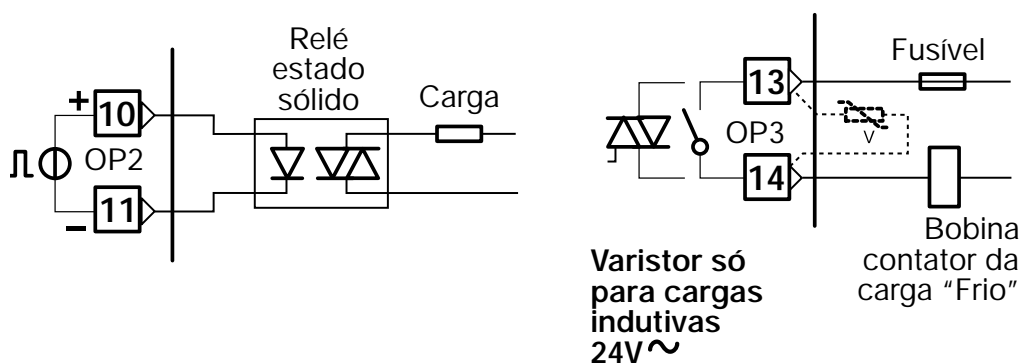 Relé
estado
sólido
Carga
+
10
OP2
11
−
Fusível
13
OP3
V
14
Bobina
contator da
carga “Frio”
Varistor só
para cargas
indutivas
24V ~